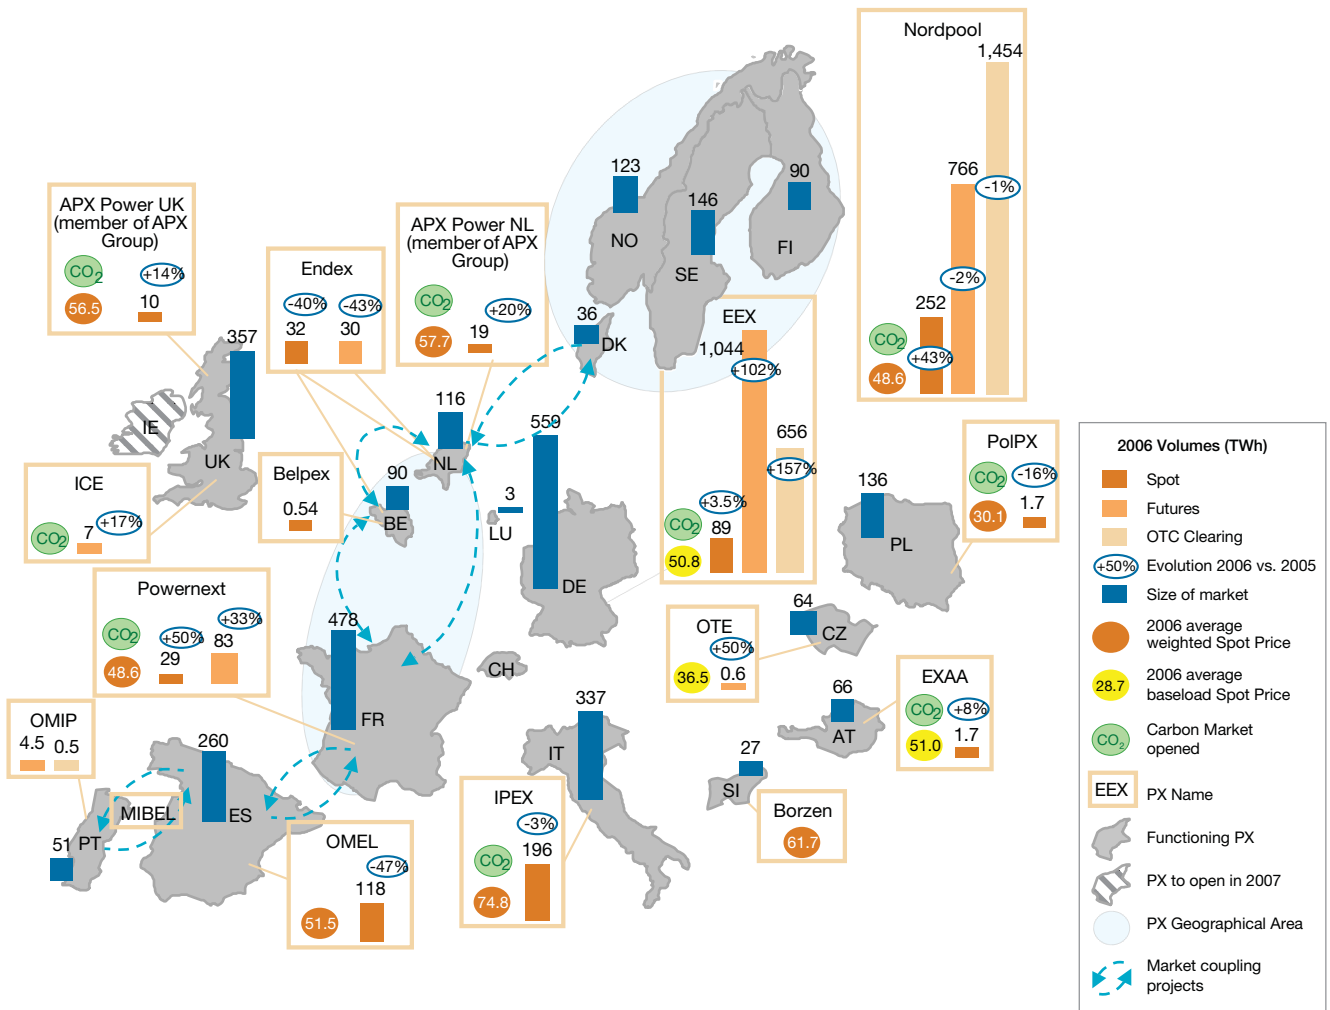 Nordpool
1,454
766
-1%
-2%
252
CO2
+43%
48.6
123
90
146
NO
SE
FI
APX Power UK
(member of APX
Group)
CO2
+14%
56.5
10
Endex
-40%
-43%
32
30
APX Power NL
(member of APX
Group)
CO2
+20%
57.7
19
36
DK
EEX
1,044
+102%
656
+157%
+3.5%
CO2
89
50.8
357
IE
UK
116
NL
559
DE
ICE
CO2
7
+17%
Belpex
0.54
90
BE
3
LU
PolPX
CO2
-16%
30.1
1.7
136
PL
Powernext
+33%
CO2
+50%
83
29
48.6
478
FR
CH
OTE
+50%
36.5
0.6
64
CZ
EXAA
CO2
+8%
51.0
1.7
66
AT
OMIP
4.5
0.5
260
MIBEL
ES
PT
51
OMEL
-47%
118
51.5
337
IT
IPEX
-3%
CO2
196
74.8
27
SI
Borzen
61.7
2006 Volumes (TWh)
Spot
Futures
OTC Clearing
+50%
Evolution 2006 vs. 2005
Size of market
2006 average
weighted Spot Price
28.7
2006 average
baseload Spot Price
CO2
Carbon Market
opened
EEX
PX Name
Functioning PX
PX to open in 2007
PX Geographical Area
Market coupling
projects